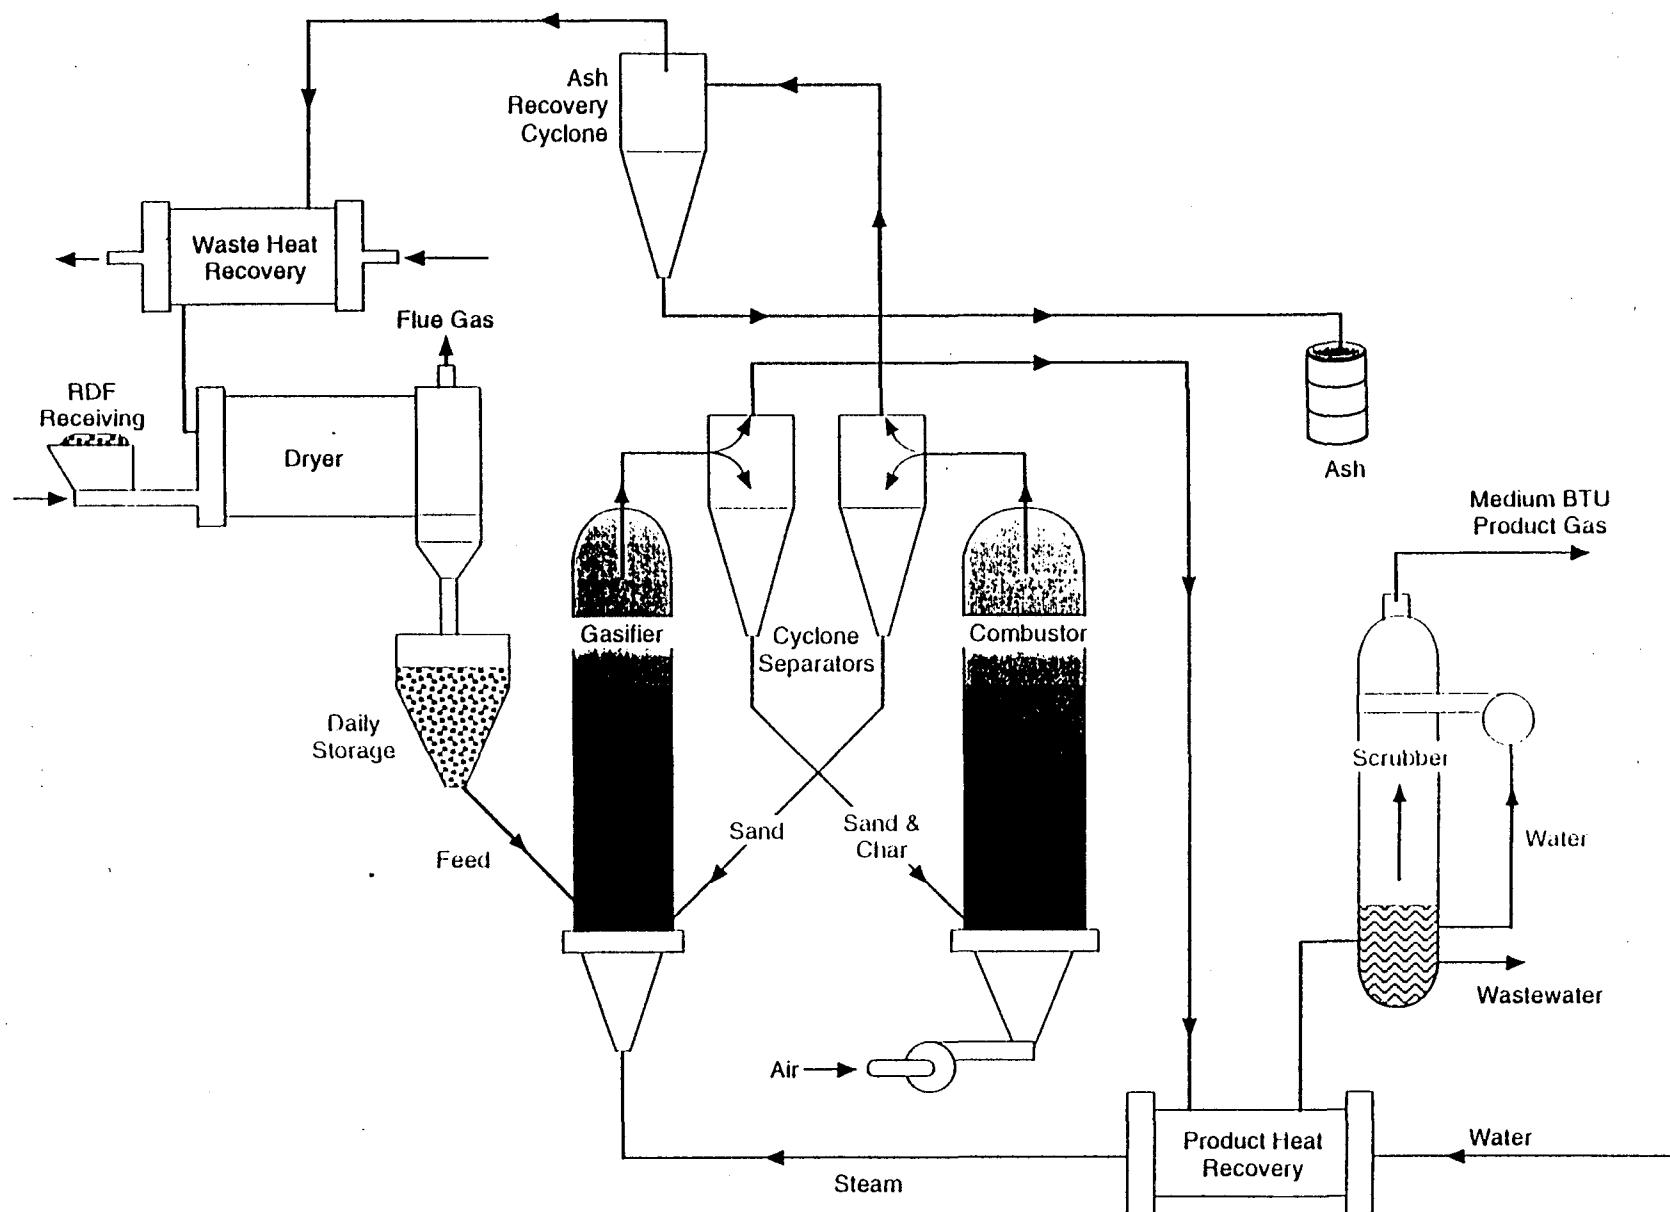 Ash
Recovery
Cyclone
Waste Heat
Recovery
Flue Gas
RDF
Receiving
Dryer
Ash
Medium BTU
Product Gas
Gasifier
Cyclone
Separators
Combustor
Daily
Storage
Scrubber
Sand
Sand &
Char
Water
Feed
Wastewater
Air
Product Heat
Recovery
Water
Steam